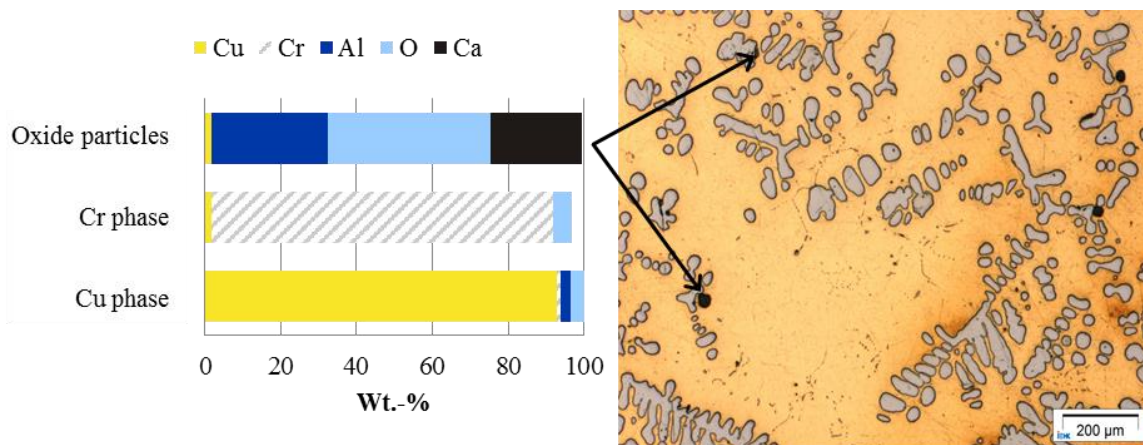 Cu Cr Al O Ca
Oxide particles
Cr phase
Cu phase
0 20 40 60 80 100
Wt.-%
200 µm